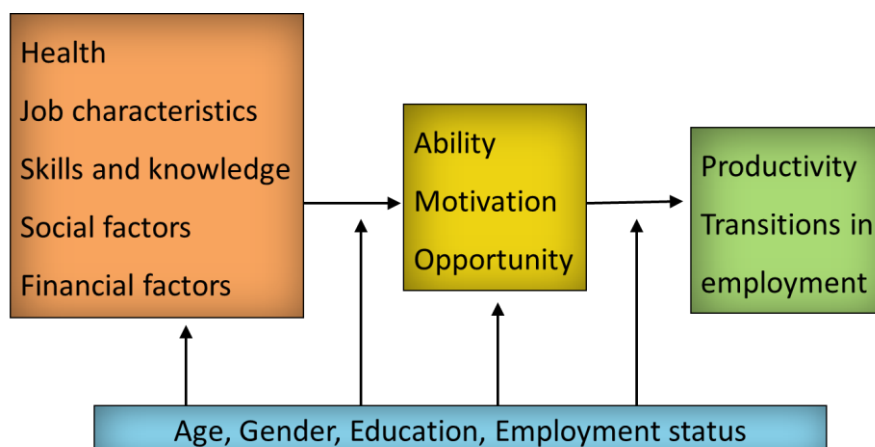 Health
Job characteristics
Skills and knowledge
Social factors
Financial factors
Ability
Motivation
Opportunity
Productivity
Transitions in
employment
Age, Gender, Education, Employment status